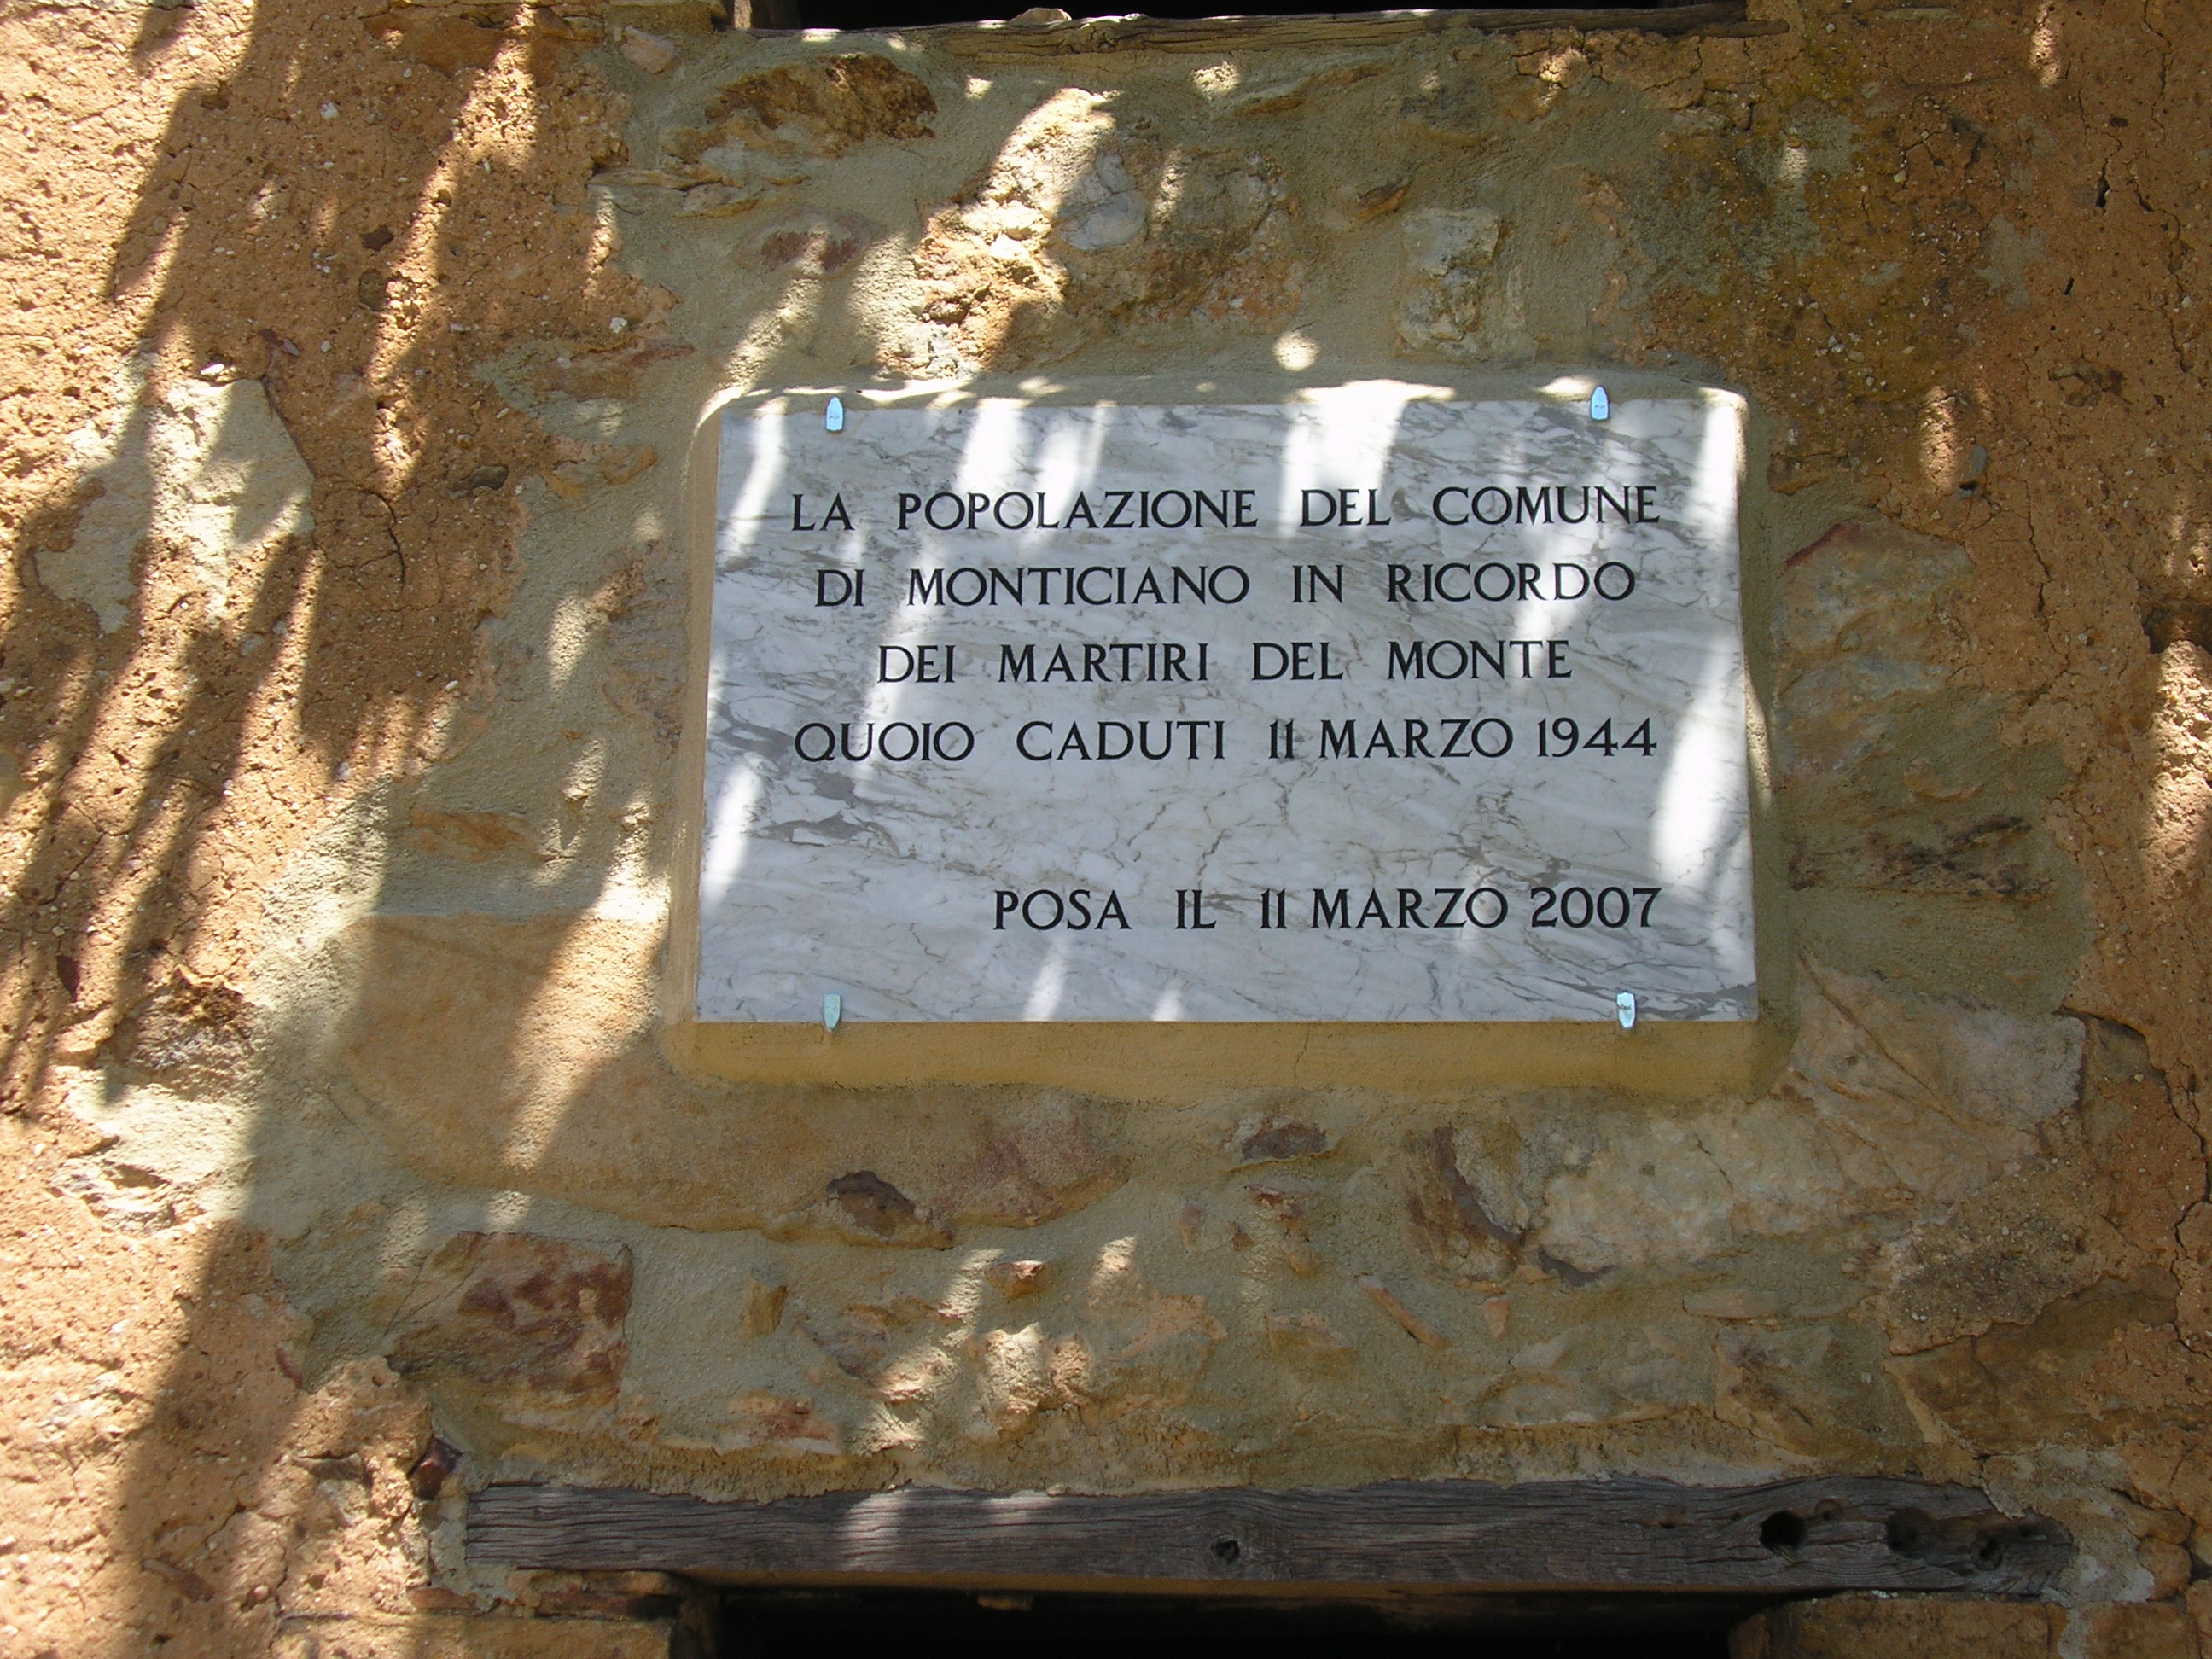 LA POPOLAZIONE DEL COMUNE
DI MONTICIANO IN RICORDO
DEI MARTIRI DEL MONTE
QUOIO CADUTI 11 MARZO 1944
POSA IL 11 MARZO 2007